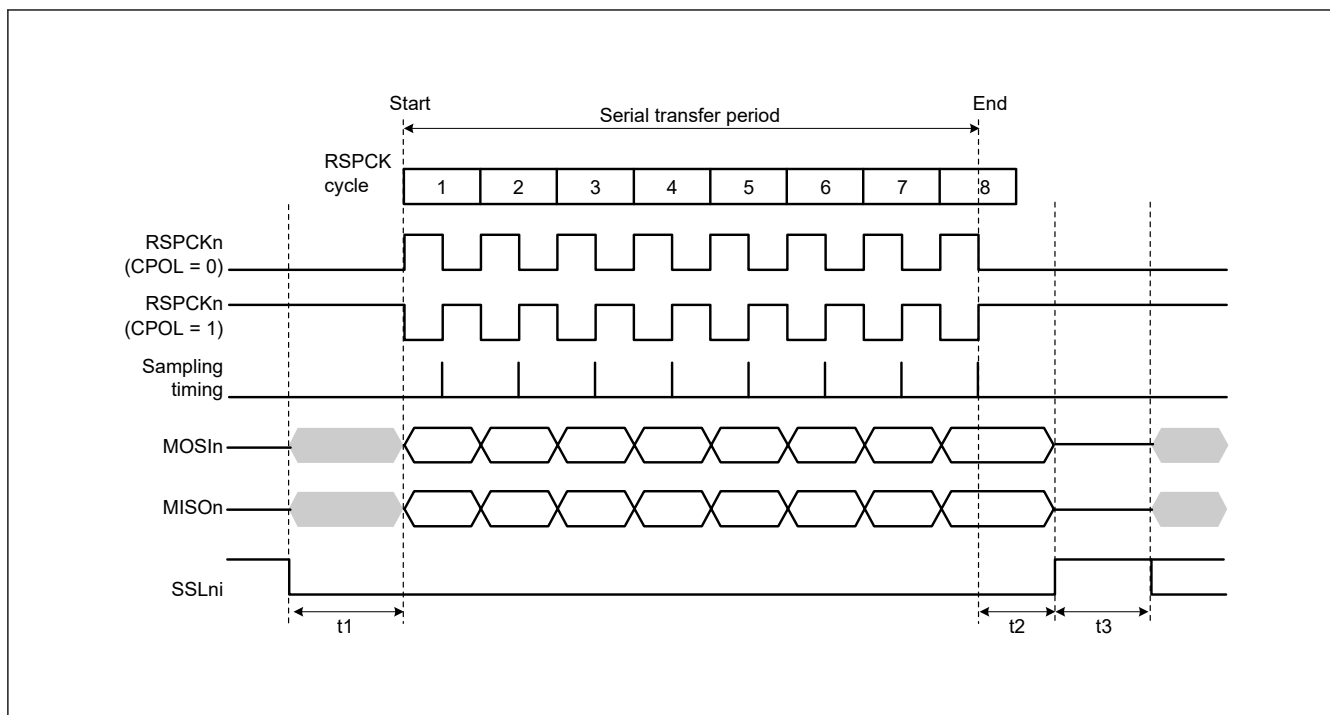 Start
End
Serial transfer period
RSPCK
cycle
1 2 3 4 5 6 7 8
RSPCKn
(CPOL = 0)
RSPCKn
(CPOL = 1)
Sampling
timing
MOSIn
MISOn
SSLni
t1
t2
t3